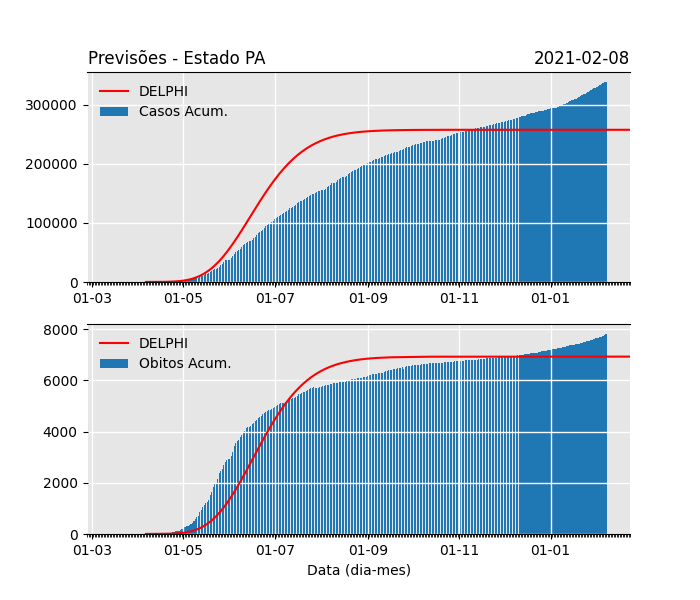 Previsões - Estado PA 2021-02-08
DELPHI
Casos Acum.
300000
200000
100000
0
01-03 01-05 01-07 01-09 01-11 01-01
8000
DELPHI
Obitos Acum.
6000
4000
2000
0
01-03 01-05 01-07 01-09 01-11 01-01
Data (dia-mes)